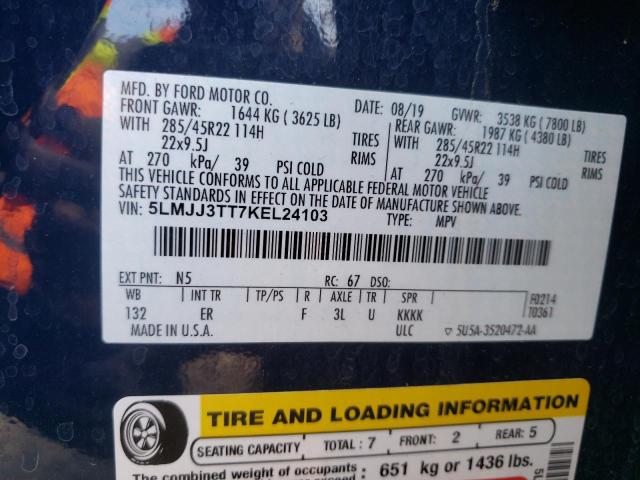 MFD. BY FORD MOTOR CO.
DATE: 08/19 GVWR: 3538 KG (7800 LB)
FRONT GAWR: 1644 KG (3625 LB)
REAR GAWR: 1987 KG (4380 LB)
WITH 285/45R22 114H TIRES
WITH 285/45R22 114H TIRES
22x9.5J RIMS
22x9.5J RIMS
AT 270 kPa/ 39 PSI COLD
AT 270 kPa/ 39 PSI COLD
THIS VEHICLE CONFORMS TO ALL APPLICABLE FEDERAL MOTOR VEHICLE
SAFETY STANDARDS IN EFFECT ON THE DATE OF MANUFACTURE SHOWN ABOVE.
VIN: 5LMJJ3TT7KEL24103
TYPE: MPV
EXT PNT: N5 RC: 67 DSO:
WB INT TR TP/PS R AXLE TR SPR F0214
132 ER F 3L U KKKK T0361
MADE IN U.S.A. ULC ▽ 5U5A-3520472-AA
TIRE AND LOADING INFORMATION
SEATING CAPACITY TOTAL : 7 FRONT: 2 REAR: 5
The combined weight of occupants 651 kg or 1436 lbs.